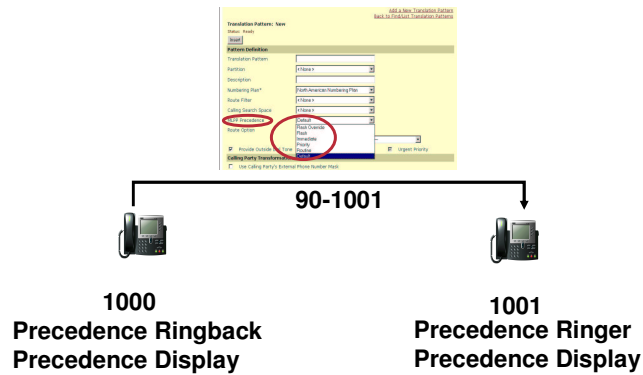 Add a New Translation Pattern
Back to Find/List Translation Patterns
Translation Pattern: New
Status: Ready
Insert
Pattern Definition
Translation Pattern
Partition < None >
Description
Numbering Plan* North American Numbering Plan
Route Filter < None >
Calling Search Space < None >
MLPP Precedence Default
Flash Override
Flash
Immediate
Priority
Routine
Default
Route Option
Provide Outside Dial Tone Urgent Priority
Calling Party Transformation
Use Calling Party's External Phone Number Mask
90-1001
1000
Precedence Ringback
Precedence Display
1001
Precedence Ringer
Precedence Display